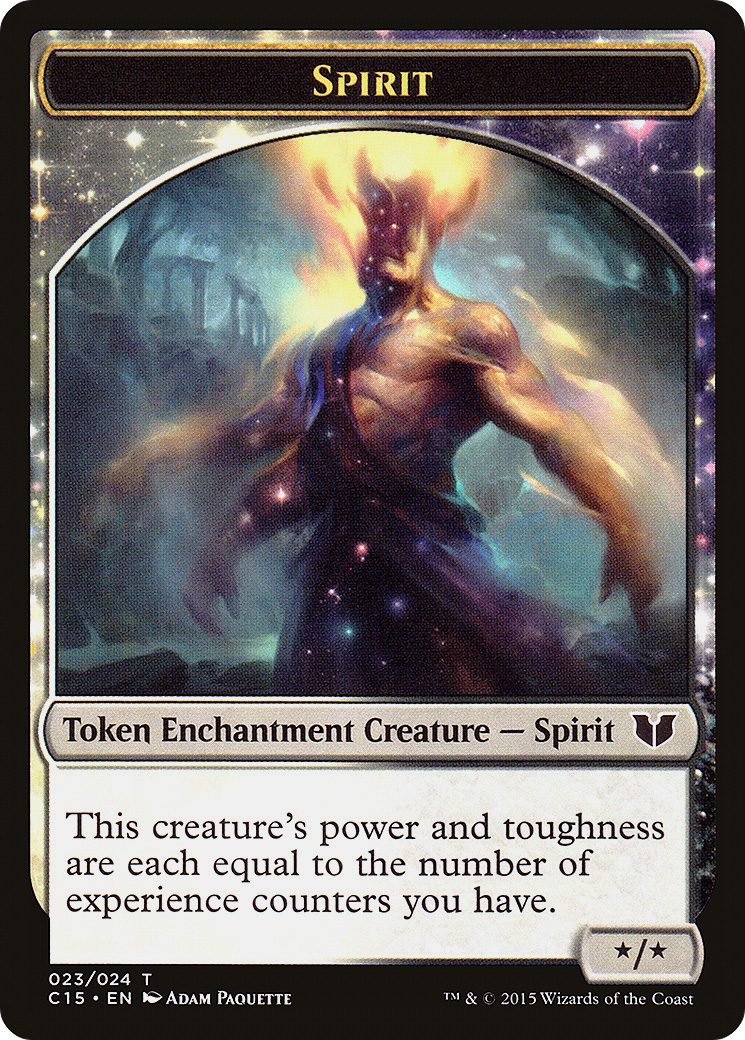 Spirit
Token Enchantment Creature — Spirit
This creature's power and toughness
are each equal to the number of
experience counters you have.
★/★
023/024 T
C15 • EN Adam Paquette
™ & © 2015 Wizards of the Coast